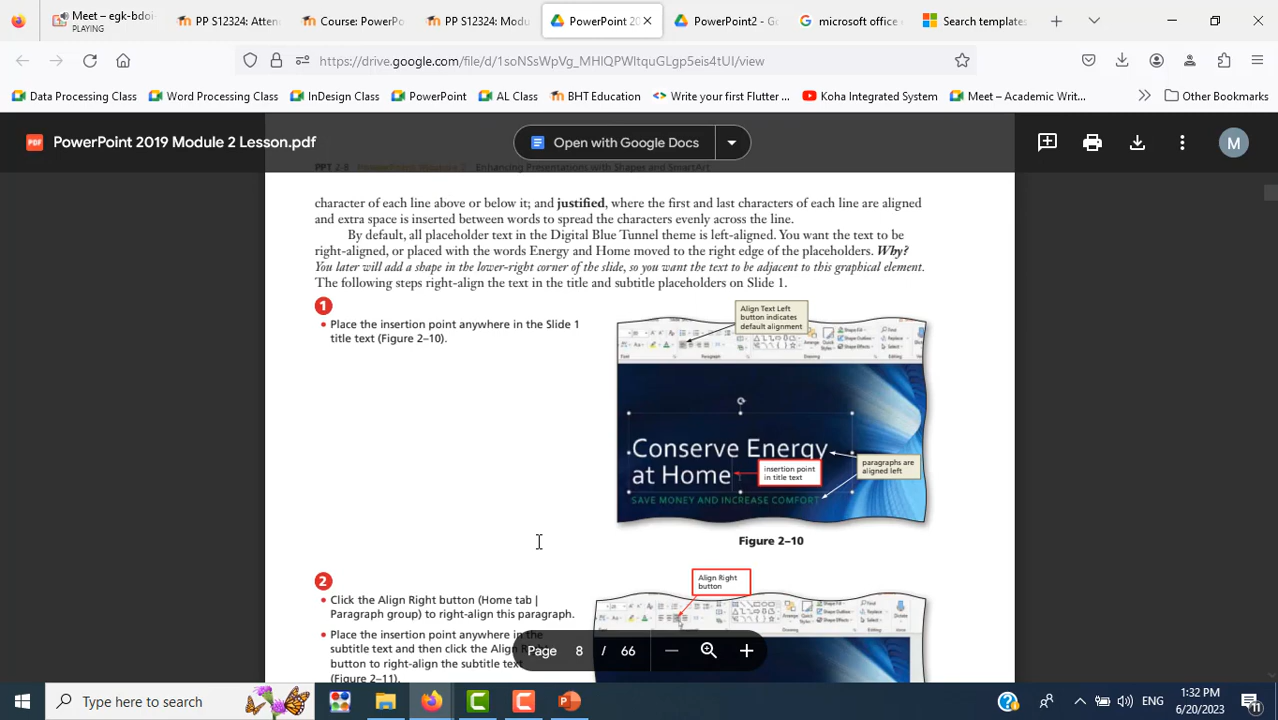 Meet – egk-bdoi
PLAYING
PP S12324: Atten
Course: PowerPo
PP S12324: Modu
PowerPoint 20
PowerPoint2 - Go
microsoft office
Search templates
https://drive.google.com/file/d/1soNSsWpVg_MHlQPWltquGLgp5eis4tUI/view
Data Processing Class
Word Processing Class
InDesign Class
PowerPoint
AL Class
BHT Education
Write your first Flutter ...
Koha Integrated System
Meet – Academic Writ...
Other Bookmarks
PDF
PowerPoint 2019 Module 2 Lesson.pdf
Open with Google Docs
M
PPT 2-8 Enhancing Presentations with Shapes and SmartArt
character of each line above or below it; and justified, where the first and last characters of each line are aligned
and extra space is inserted between words to spread the characters evenly across the line.
By default, all placeholder text in the Digital Blue Tunnel theme is left-aligned. You want the text to be
right-aligned, or placed with the words Energy and Home moved to the right edge of the placeholders. Why?
You later will add a shape in the lower-right corner of the slide, so you want the text to be adjacent to this graphical element.
The following steps right-align the text in the title and subtitle placeholders on Slide 1.
1
• Place the insertion point anywhere in the Slide 1
title text (Figure 2–10).
Align Text Left
button indicates
default alignment
Conserve Energy
at Home
insertion point
in title text
paragraphs are
aligned left
SAVE MONEY AND INCREASE COMFORT
Figure 2–10
2
• Click the Align Right button (Home tab |
Paragraph group) to right-align this paragraph.
• Place the insertion point anywhere in the
subtitle text and then click the Align R
button to right-align the subtitle text
(Figure 2–11).
Align Right
button
Page 8 / 66
Type here to search
ENG
1:32 PM
6/20/2023
11